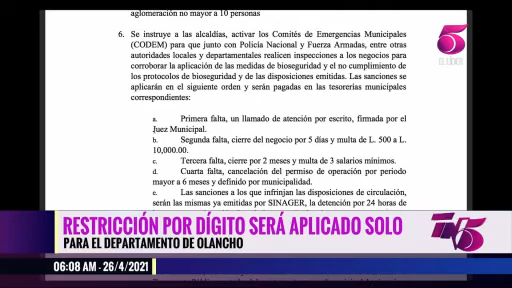 aglomeración no mayor a 10 personas
6. Se instruye a las alcaldías, activar los Comités de Emergencias Municipales
(CODEM) para que junto con Policía Nacional y Fuerza Armadas, entre otras
autoridades locales y departamentales realicen inspecciones a los negocios para
corroborar la aplicación de las medidas de bioseguridad y el no cumplimiento de
los protocolos de bioseguridad y de las disposiciones emitidas. Las sanciones se
aplicarán en el siguiente orden y serán pagadas en las tesorerías municipales
correspondientes:
a. Primera falta, un llamado de atención por escrito, firmada por el
Juez Municipal.
b. Segunda falta, cierre del negocio por 5 días y multa de L. 500 a L.
10,000.00.
c. Tercera falta, cierre por 2 meses y multa de 3 salarios mínimos.
d. Cuarta falta, cancelación del permiso de operación por periodo
mayor a 6 meses y definido por municipalidad.
e. Las sanciones a los que infrinjan las disposiciones de circulación,
serán las mismas ya emitidas por SINAGER, la detención por 24 horas de
5
RESTRICCIÓN POR DÍGITO SERÁ APLICADO SOLO
PARA EL DEPARTAMENTO DE OLANCHO
TN5
06:08 AM - 26/4/2021